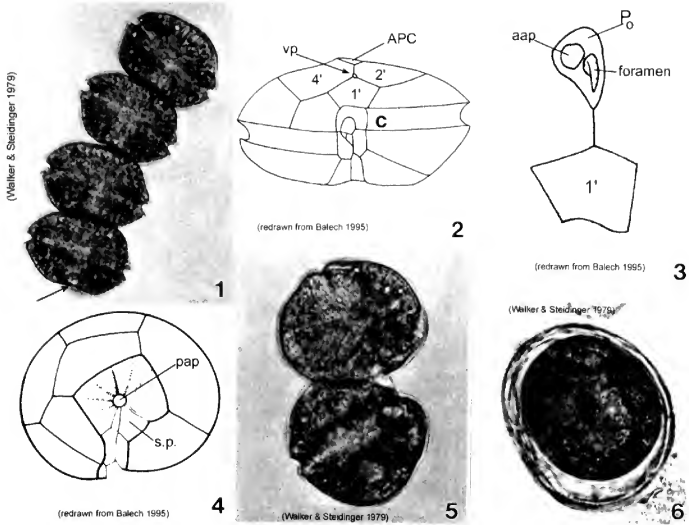 (Walker & Steidinger 1979)
1
vp
APC
4'
2'
1'
C
(redrawn from Balech 1995)
2
Po
aap
foramen
1'
(redrawn from Balech 1995)
3
pap
s.p.
(redrawn from Balech 1995)
4
(Walker & Steidinger 1979)
5
(Walker & Steidinger 1979)
6